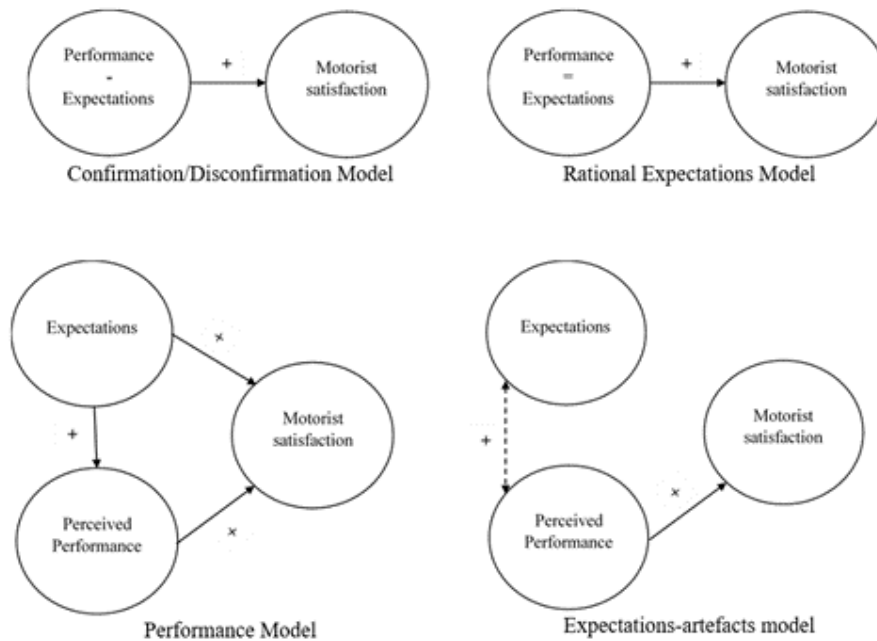 Performance
-
Expectations
+
Motorist
satisfaction
Confirmation/Disconfirmation Model
Performance
=
Expectations
+
Motorist
satisfaction
Rational Expectations Model
Expectations
+
+
Motorist
satisfaction
Perceived
Performance
+
Performance Model
Expectations
+
Motorist
satisfaction
Perceived
Performance
+
Expectations-artefacts model